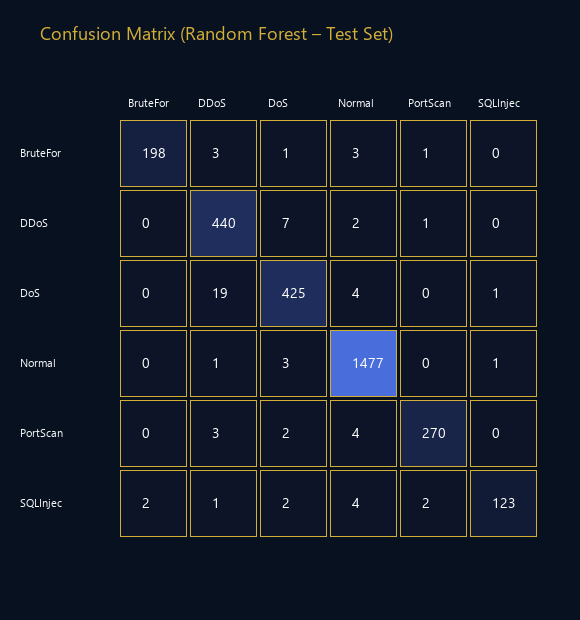 Confusion Matrix (Random Forest – Test Set)
BruteFor DDoS DoS Normal PortScan SQLInjec
BruteFor 198 3 1 3 1 0
DDoS 0 440 7 2 1 0
DoS 0 19 425 4 0 1
Normal 0 1 3 1477 0 1
PortScan 0 3 2 4 270 0
SQLInjec 2 1 2 4 2 123